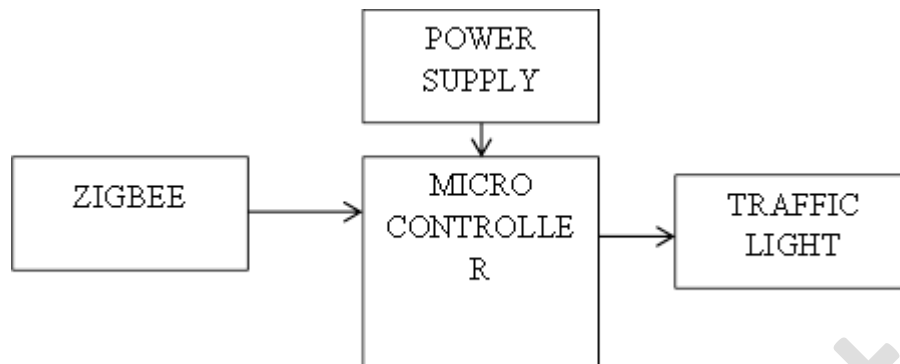 POWER
SUPPLY
ZIGBEE
MICRO
CONTROLLE
R
TRAFFIC
LIGHT